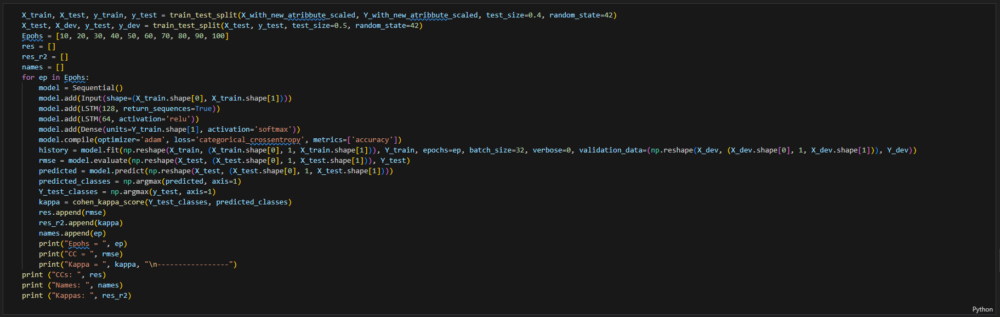 X_train, X_test, y_train, y_test = train_test_split(X_with_new_atribbute_scaled, Y_with_new_atribbute_scaled, test_size=0.4, random_state=42)
X_test, X_dev, y_test, y_dev = train_test_split(X_test, y_test, test_size=0.5, random_state=42)
Epohs = [10, 20, 30, 40, 50, 60, 70, 80, 90, 100]
res = []
res_r2 = []
names = []
for ep in Epohs:
    model = Sequential()
    model.add(Input(shape=(X_train.shape[0], X_train.shape[1])))
    model.add(LSTM(128, return_sequences=True))
    model.add(LSTM(64, activation='relu'))
    model.add(Dense(units=Y_train.shape[1], activation='softmax'))
    model.compile(optimizer='adam', loss='categorical_crossentropy', metrics=['accuracy'])
    history = model.fit(np.reshape(X_train, (X_train.shape[0], 1, X_train.shape[1])), Y_train, epochs=ep, batch_size=32, verbose=0, validation_data=(np.reshape(X_dev, (X_dev.shape[0], 1, X_dev.shape[1])), Y_dev))
    rmse = model.evaluate(np.reshape(X_test, (X_test.shape[0], 1, X_test.shape[1])), Y_test)
    predicted = model.predict(np.reshape(X_test, (X_test.shape[0], 1, X_test.shape[1])))
    predicted_classes = np.argmax(predicted, axis=1)
    Y_test_classes = np.argmax(y_test, axis=1)
    kappa = cohen_kappa_score(Y_test_classes, predicted_classes)
    res.append(rmse)
    res_r2.append(kappa)
    names.append(ep)
    print("Epohs = ", ep)
    print("CC = ", rmse)
    print("Kappa = ", kappa, "\n-----------------")
print ("CCs: ", res)
print ("Names: ", names)
print ("Kappas: ", res_r2)
Python